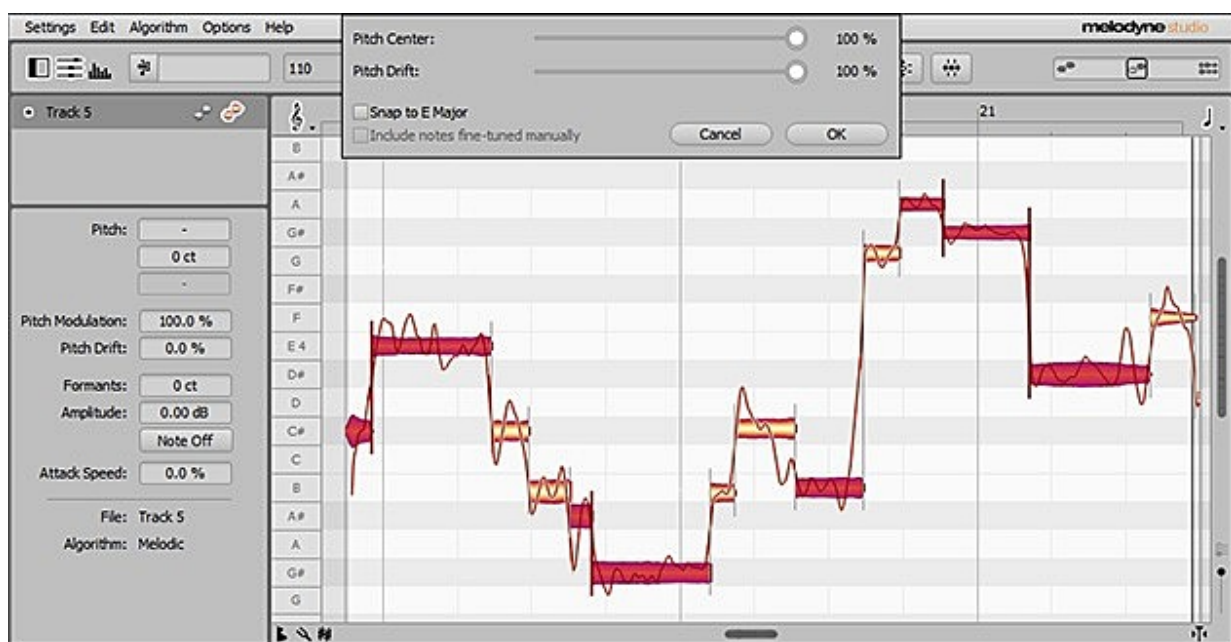 Settings Edit Algorithm Options Help
melodyne studio
Pitch Center: 100 %
Pitch Drift: 100 %
110
Snap to E Major
Include notes fine-tuned manually
Cancel OK
Track 5
21
B
A#
A
G#
G
F#
F
E 4
D#
D
C#
C
B
A#
A
G#
G
Pitch: -
0 ct
-
Pitch Modulation: 100.0 %
Pitch Drift: 0.0 %
Formants: 0 ct
Amplitude: 0.00 dB
Note Off
Attack Speed: 0.0 %
File: Track 5
Algorithm: Melodic